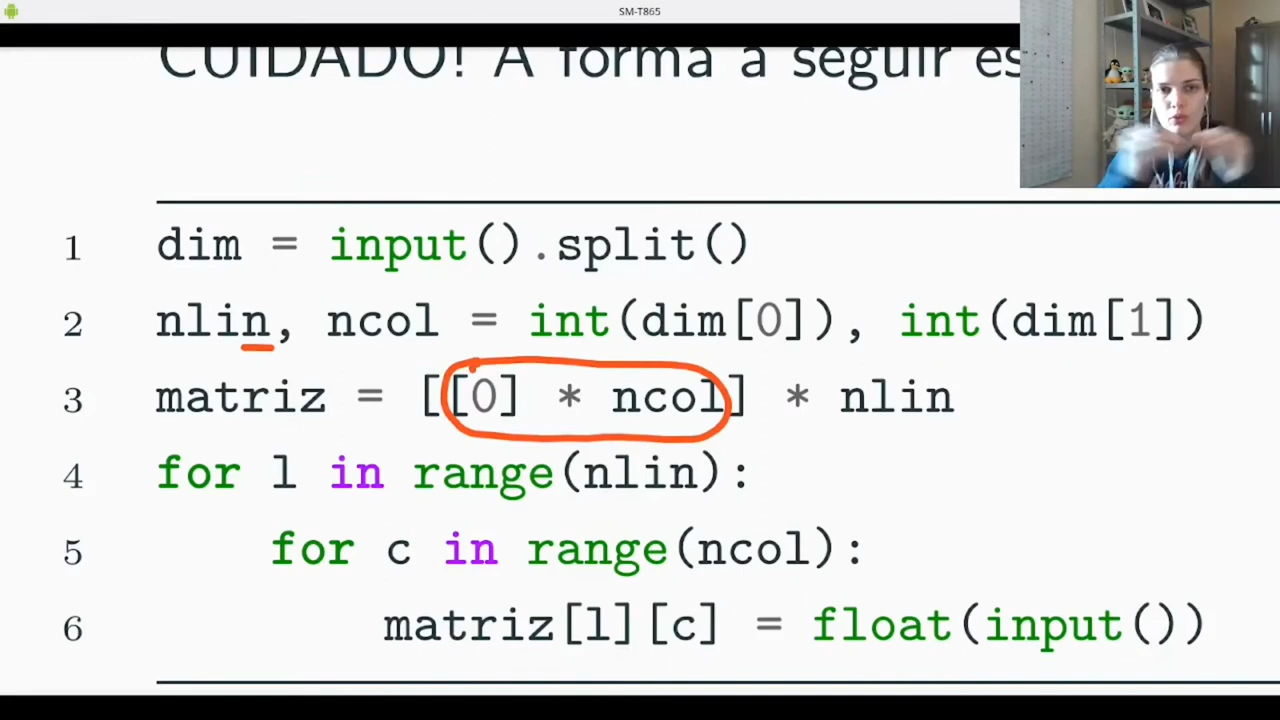 SM-T865
CUIDADO! A forma a seguir es
1 dim = input().split()
2 nlin, ncol = int(dim[0]), int(dim[1])
3 matriz = [[0] * ncol] * nlin
4 for l in range(nlin):
5 for c in range(ncol):
6 matriz[l][c] = float(input())